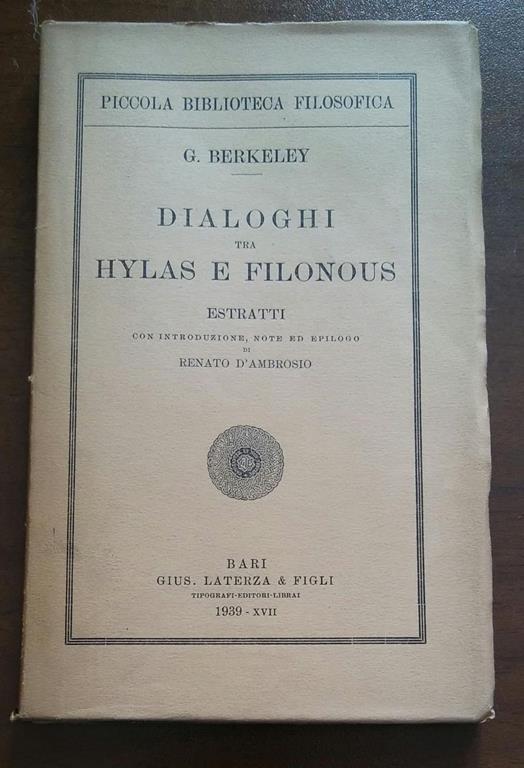 PICCOLA BIBLIOTECA FILOSOFICA
G. BERKELEY
DIALOGHI
TRA
HYLAS E FILONOUS
ESTRATTI
CON INTRODUZIONE, NOTE ED EPILOGO
DI
RENATO D'AMBROSIO
BARI
GIUS. LATERZA & FIGLI
TIPOGRAFI-EDITORI-LIBRAI
1939 - XVII